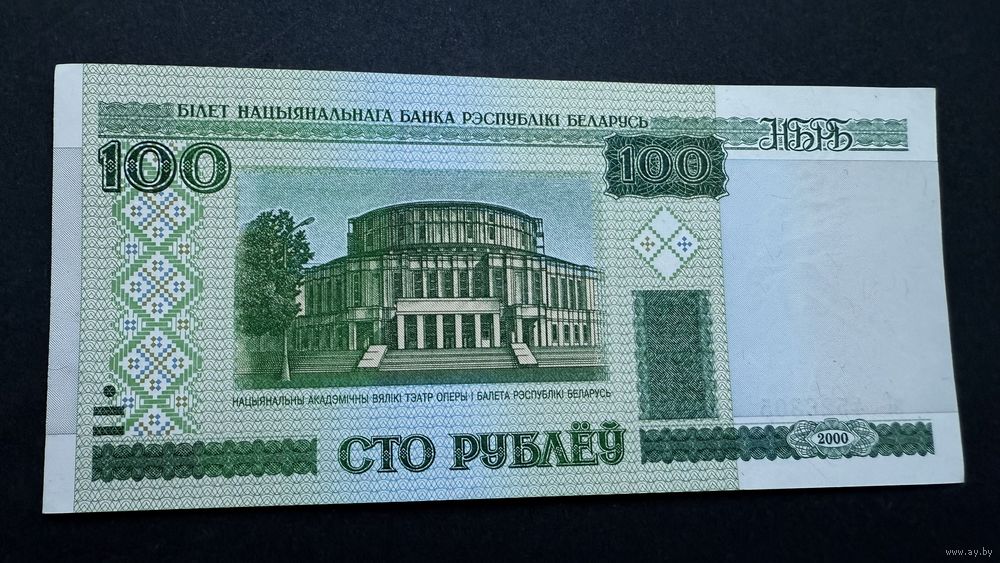 БІЛЕТ НАЦЫЯНАЛЬНАГА БАНКА РЭСПУБЛІКІ БЕЛАРУСЬ
НБРБ
100
100
НАЦЫЯНАЛЬНЫ АКАДЭМІЧНЫ ВЯЛІКІ ТЭАТР ОПЕРЫ І БАЛЕТА РЭСПУБЛІКІ БЕЛАРУСЬ
СТО РУБЛЁЎ
2000
www.ay.by